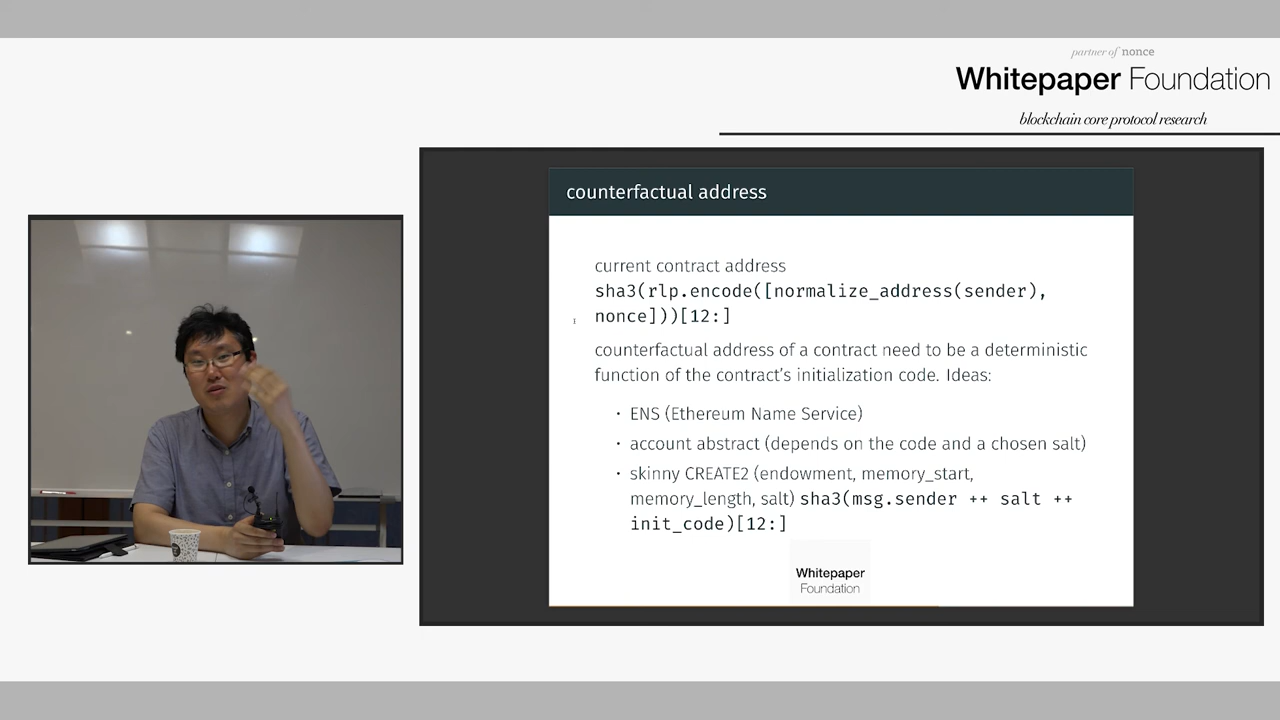 partner of nonce
Whitepaper Foundation
blockchain core protocol research
counterfactual address
current contract address
sha3(rlp.encode([normalize_address(sender),
nonce]))[12:]
counterfactual address of a contract need to be a deterministic
function of the contract's initialization code. Ideas:
· ENS (Ethereum Name Service)
· account abstract (depends on the code and a chosen salt)
· skinny CREATE2 (endowment, memory_start,
memory_length, salt) sha3(msg.sender ++ salt ++
init_code)[12:]
Whitepaper
Foundation